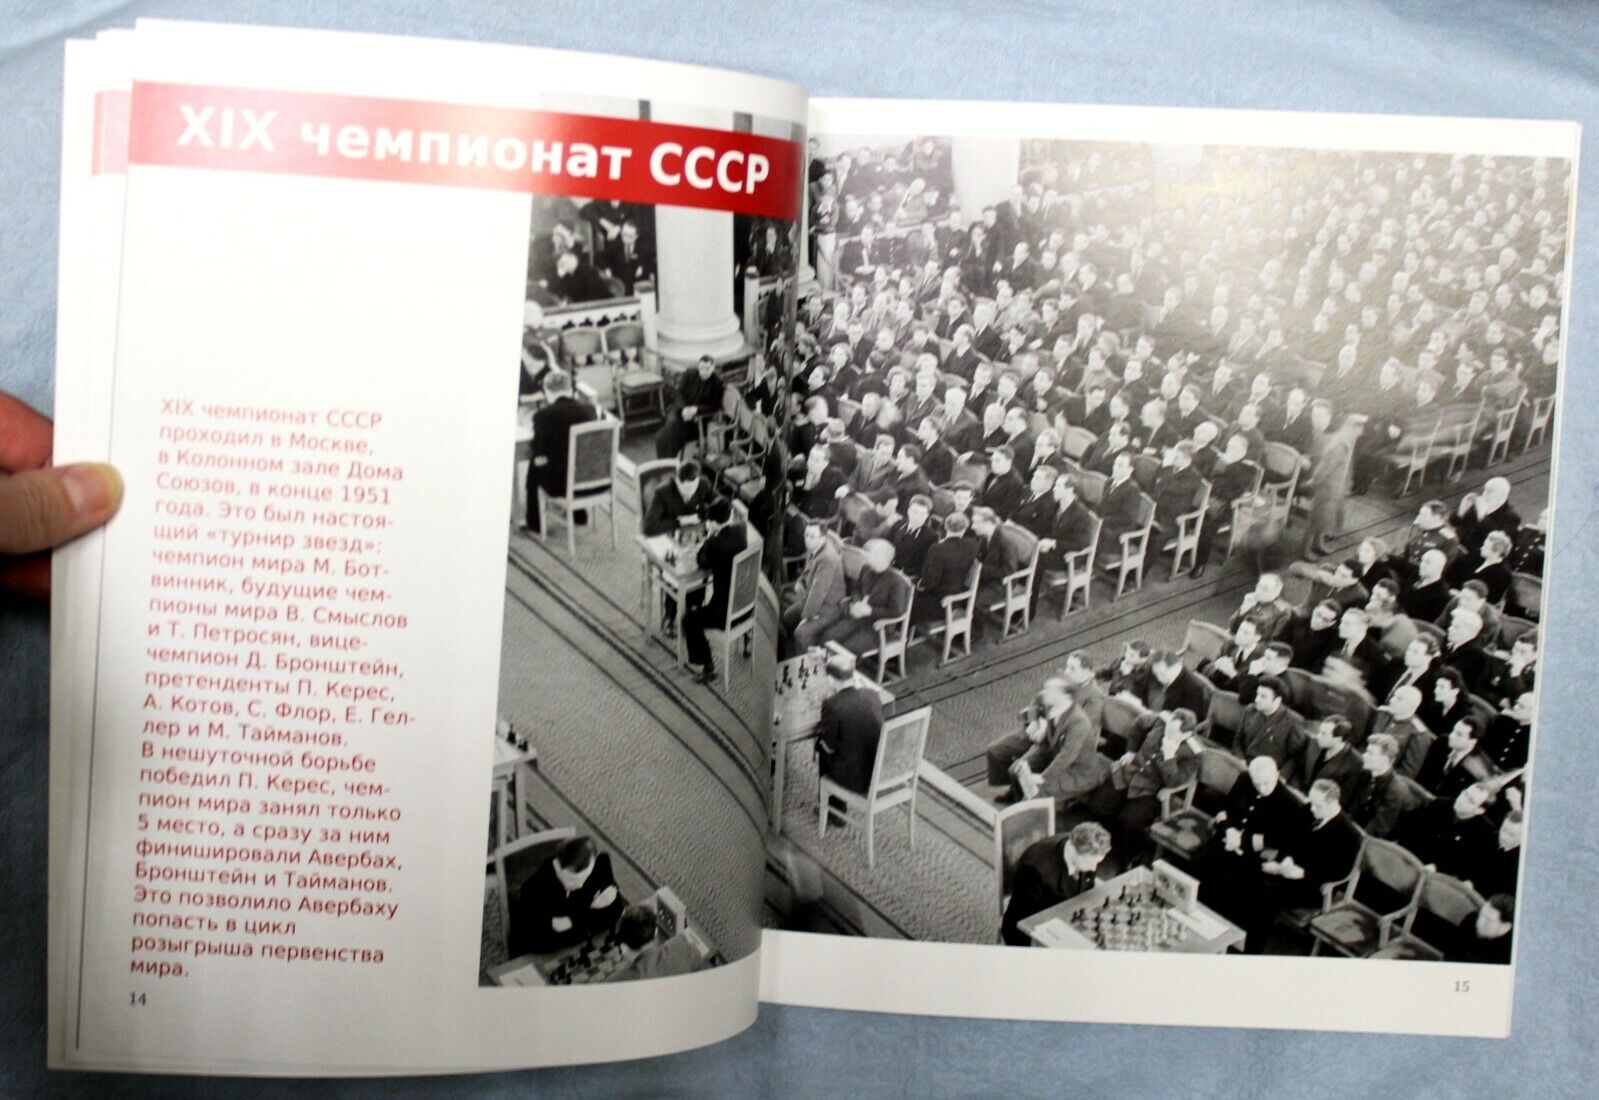 XIX чемпионат СССР
XIX чемпионат СССР
проходил в Москве,
в Колонном зале Дома
Союзов, в конце 1951
года. Это был настоя-
щий «турнир звезд»:
чемпион мира М. Бот-
винник, будущие чем-
пионы мира В. Смыслов
и Т. Петросян, вице-
чемпион Д. Бронштейн,
претенденты П. Керес,
А. Котов, С. Флор, Е. Гел-
лер и М. Тайманов.
В нешуточной борьбе
победил П. Керес, чем-
пион мира занял только
5 место, а сразу за ним
финишировали Авербах,
Бронштейн и Тайманов.
Это позволило Авербаху
попасть в цикл
розыгрыша первенства
мира.
14
15